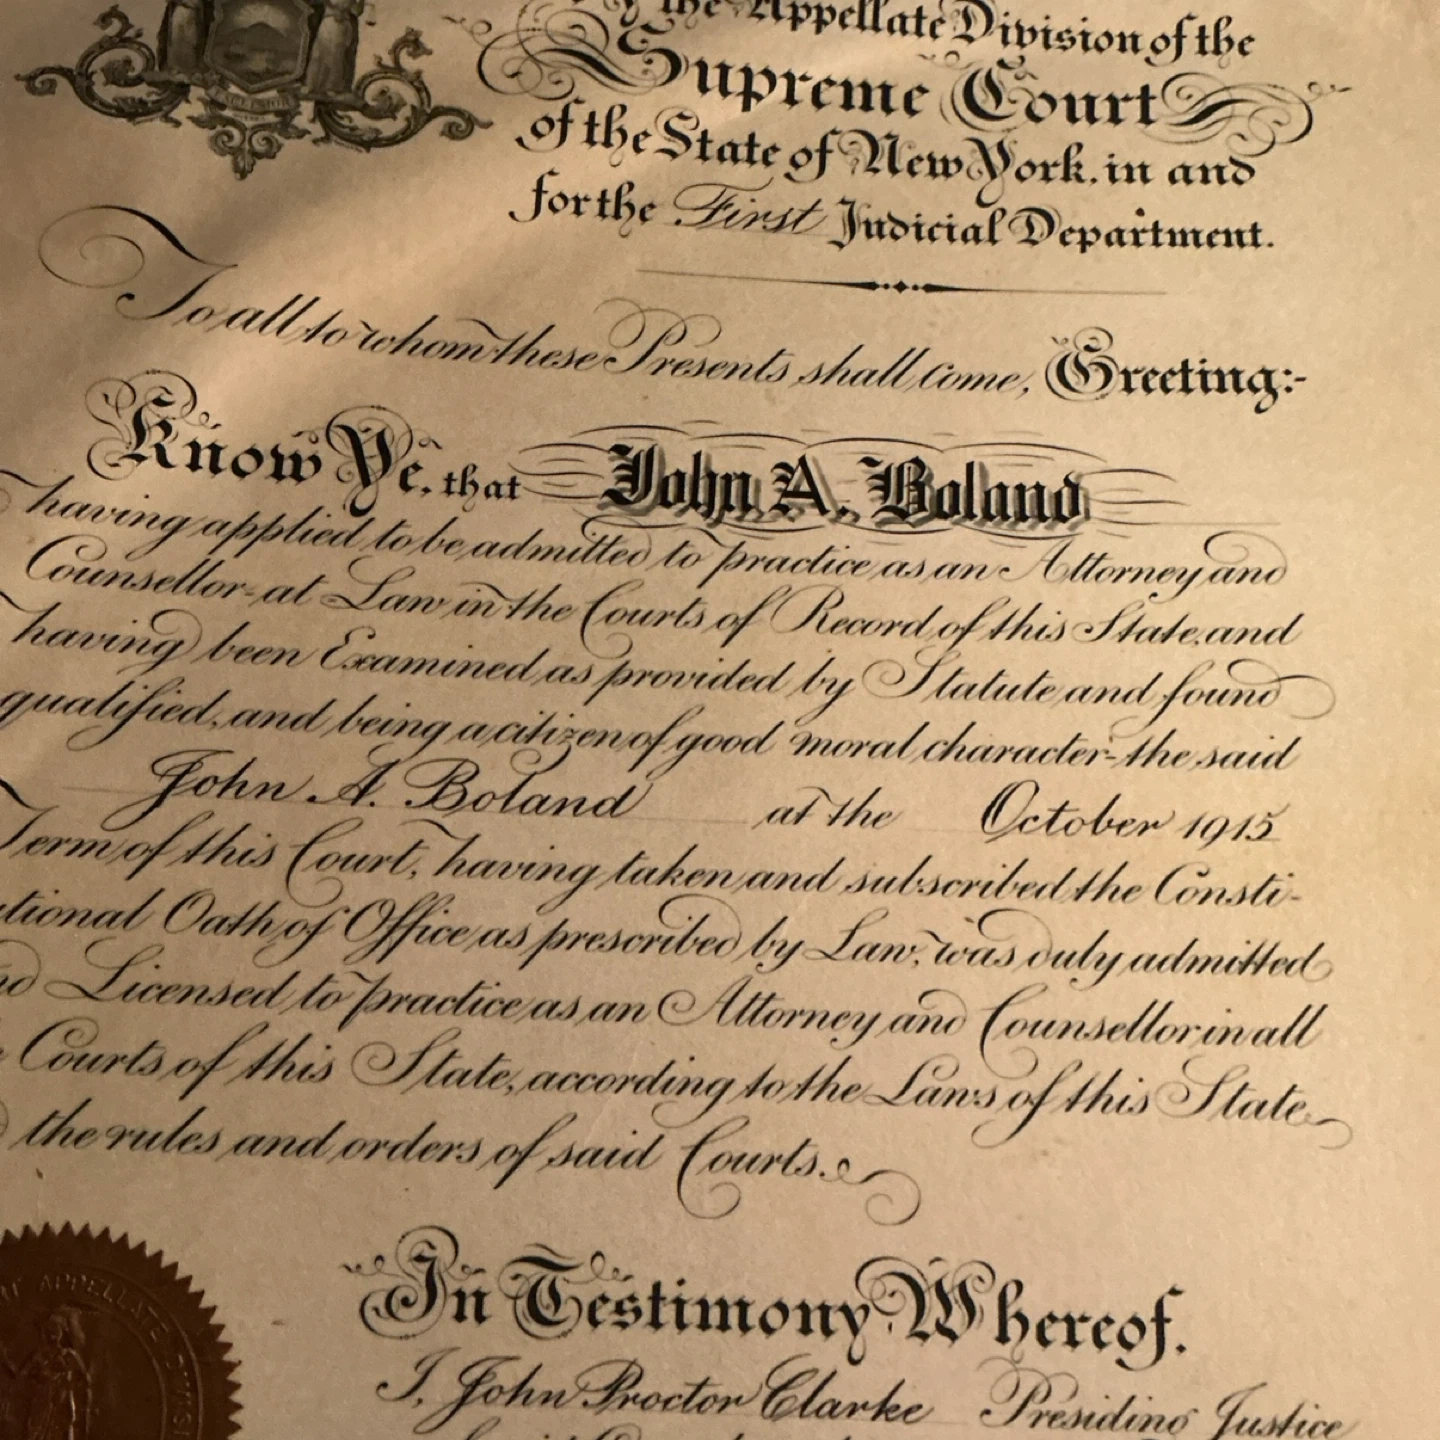 EXCELSIOR
the Appellate Division of the
Supreme Court
of the State of New York, in and
for the First Judicial Department.
To all to whom these Presents shall come, Greeting:-
Know Ye, that John A. Boland
having applied to be admitted to practice as an Attorney and
Counsellor-at Law in the Courts of Record of this State, and
having been Examined as provided by Statute and found
qualified, and being a citizen of good moral character-the said
John A. Boland at the October 1915
Term of this Court, having taken and subscribed the Consti-
tional Oath of Office as prescribed by Law, was duly admitted
Licensed to practice as an Attorney and Counsellor in all
Courts of this State, according to the Laws of this State
the rules and orders of said Courts.
APPELLATE
In Testimony Whereof,
I, John Proctor Clarke Presiding Justice